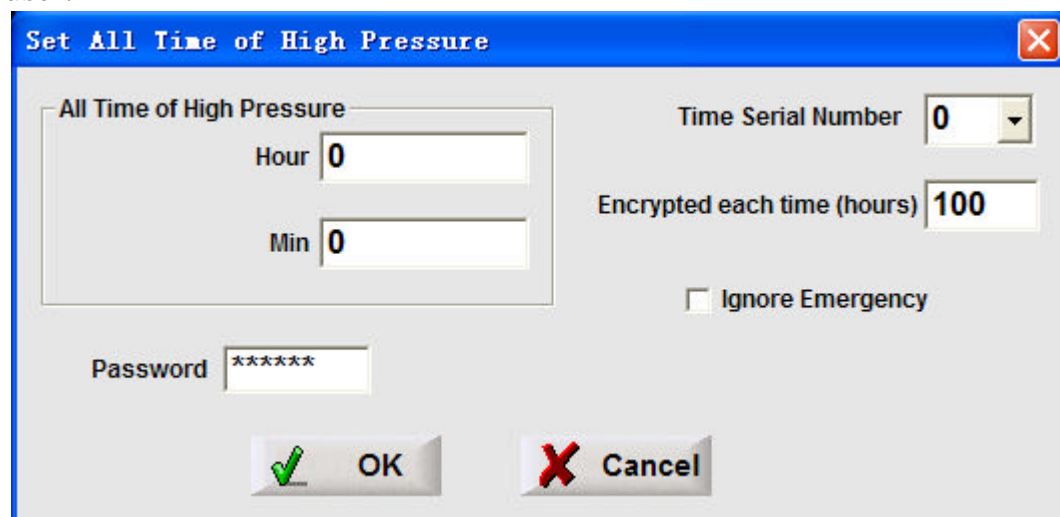 Set All Time of High Pressure
All Time of High Pressure
Hour 0
Min 0
Time Serial Number 0
Encrypted each time (hours) 100
Ignore Emergency
Password ******
OK
Cancel